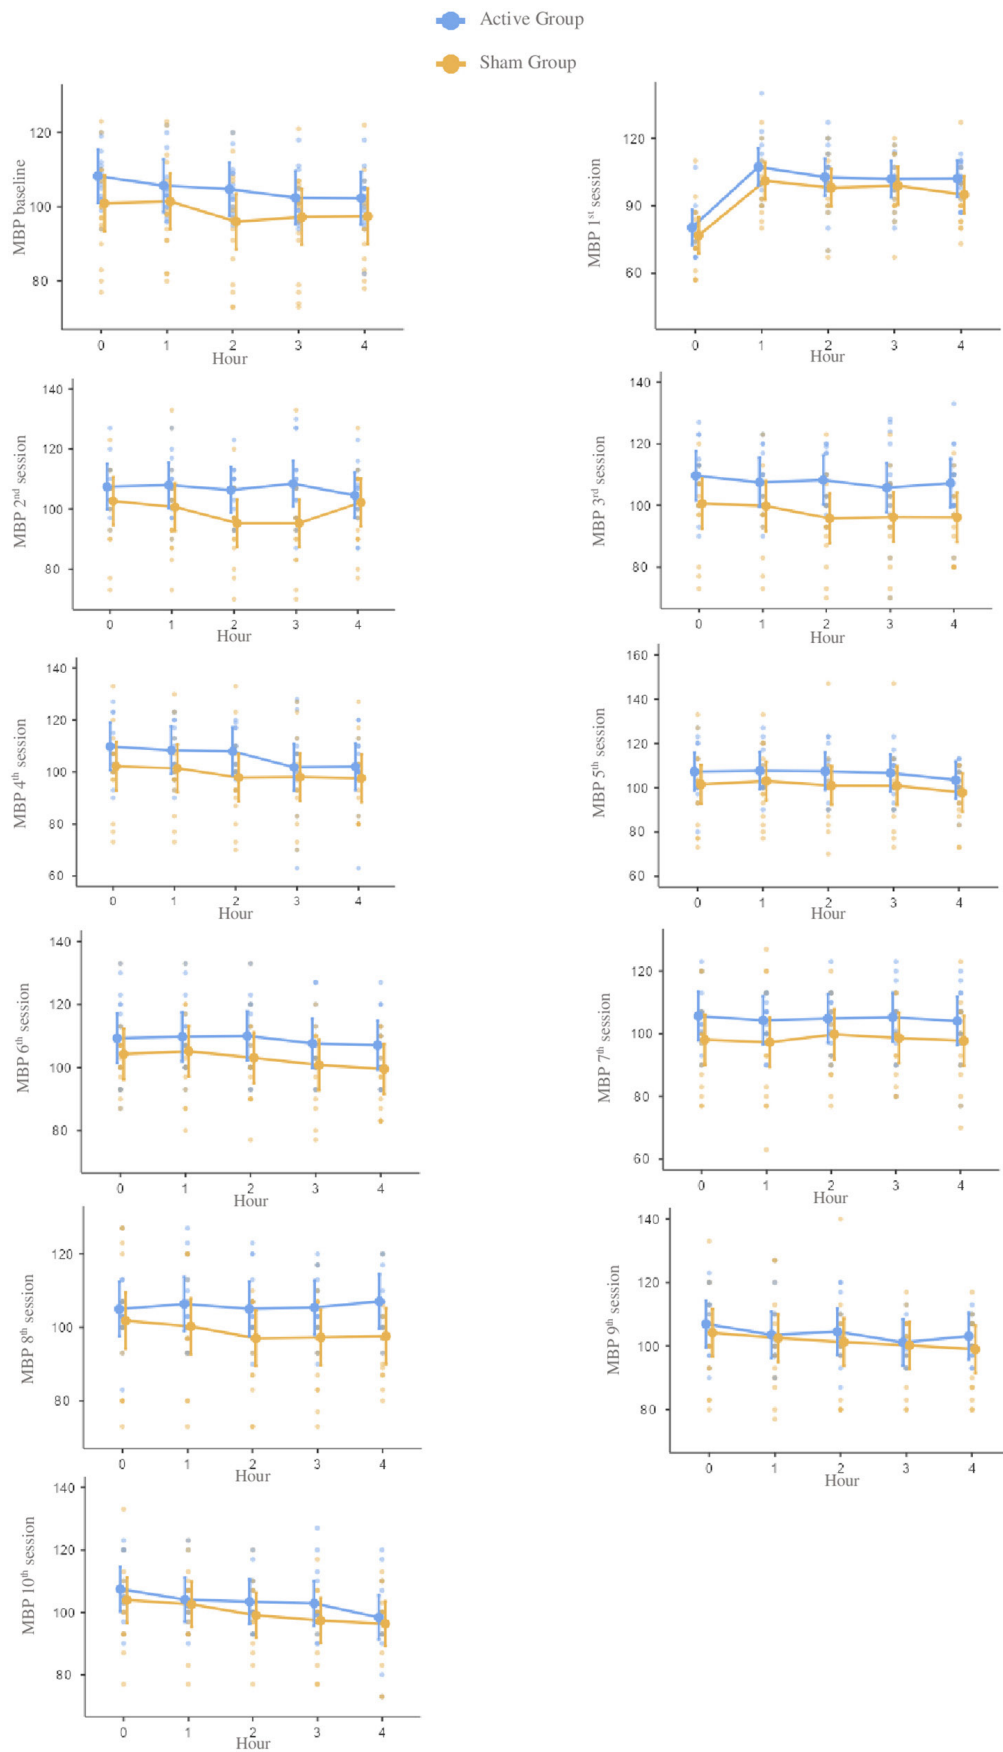 Active Group
Sham Group
MBP baseline
120
100
80
0 1 2 3 4
Hour
MBP 1st session
120
90
60
0 1 2 3 4
Hour
MBP 2nd session
140
120
100
80
0 1 2 3 4
Hour
MBP 3rd session
140
120
100
80
0 1 2 3 4
Hour
MBP 4th session
140
120
100
80
60
0 1 2 3 4
Hour
MBP 5th session
160
140
120
100
80
60
0 1 2 3 4
Hour
MBP 6th session
140
120
100
80
0 1 2 3 4
Hour
MBP 7th session
120
100
80
60
0 1 2 3 4
Hour
MBP 8th session
120
100
80
0 1 2 3 4
Hour
MBP 9th session
140
120
100
80
0 1 2 3 4
Hour
MBP 10th session
140
120
100
80
0 1 2 3 4
Hour